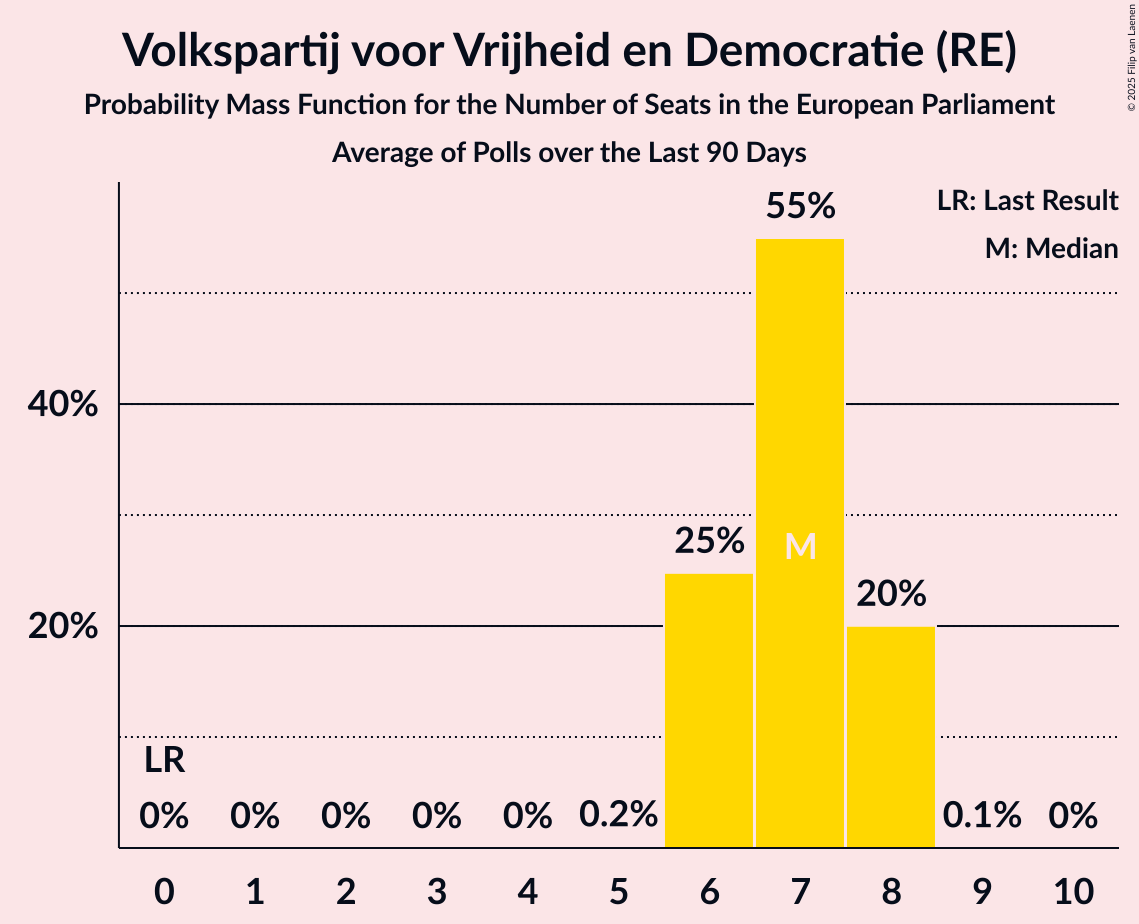 Volkspartij voor Vrijheid en Democratie (RE)
Probability Mass Function for the Number of Seats in the European Parliament
Average of Polls over the Last 90 Days
© 2025 Filip van Laenen
LR: Last Result
M: Median
55%
40%
25%
M
20%
20%
LR
0%
0%
0%
0%
0%
0.2%
0.1%
0%
0 1 2 3 4 5 6 7 8 9 10